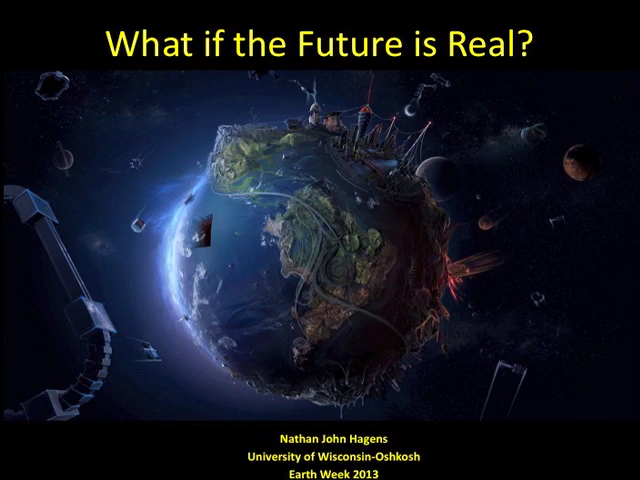 What if the Future is Real?
Nathan John Hagens
University of Wisconsin-Oshkosh
Earth Week 2013